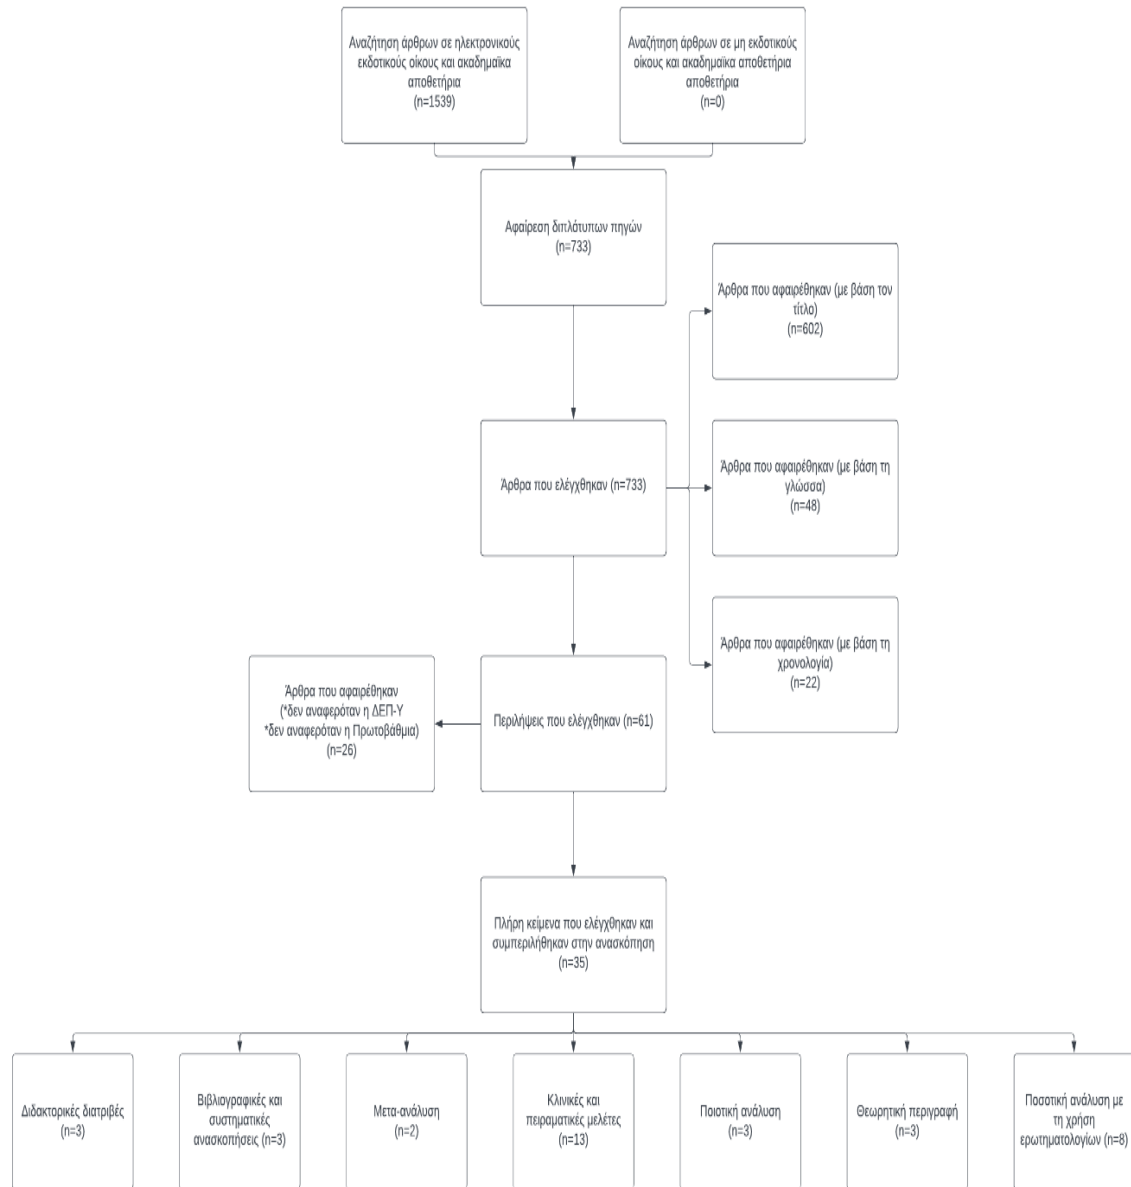 Αναζήτηση άρθρων σε ηλεκτρονικούς
εκδοτικούς οίκους και ακαδημαϊκα
αποθετήρια
(n=1539)
Αναζήτηση άρθρων σε μη εκδοτικούς
οίκους και ακαδημαϊκα αποθετήρια
αποθετήρια
(n=0)
Αφαίρεση διπλότυπων πηγών
(n=733)
Άρθρα που αφαιρέθηκαν (με βάση τον
τίτλο)
(n=602)
Άρθρα που ελέγχθηκαν (n=733)
Άρθρα που αφαιρέθηκαν (με βάση τη
γλώσσα)
(n=48)
Άρθρα που αφαιρέθηκαν (με βάση τη
χρονολογία)
(n=22)
Άρθρα που αφαιρέθηκαν
(*δεν αναφερόταν η ΔΕΠ-Υ
*δεν αναφερόταν η Πρωτοβάθμια)
(n=26)
Περιλήψεις που ελέγχθηκαν (n=61)
Πλήρη κείμενα που ελέγχθηκαν και
συμπεριλήθηκαν στην ανασκόπηση
(n=35)
Διδακτορικές διατριβές
(n=3)
Βιβλιογραφικές και
συστηματικές
ανασκοπήσεις (n=3)
Μετα-ανάλυση
(n=2)
Κλινικές και
πειραματικές μελέτες
(n=13)
Ποιοτική ανάλυση
(n=3)
Θεωρητική περιγραφή
(n=3)
Ποσοτική ανάλυση με
τη χρήση
ερωτηματολογίων (n=8)